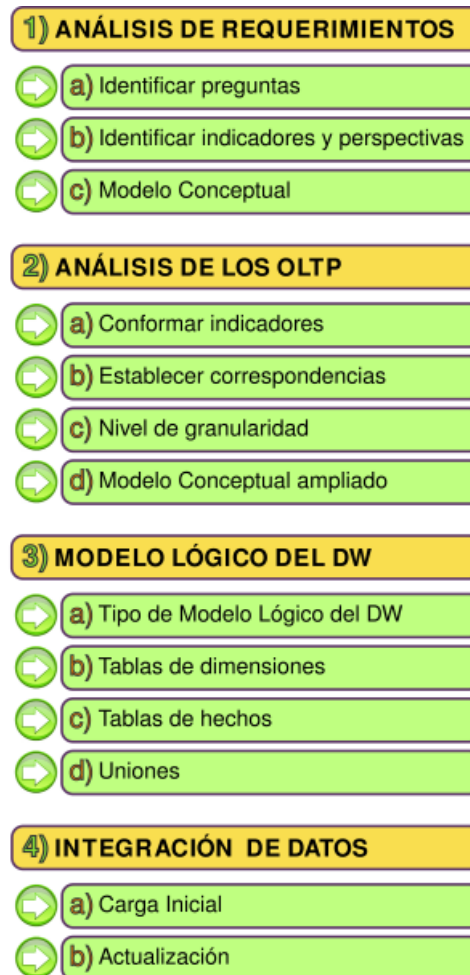 1) ANÁLISIS DE REQUERIMIENTOS
a) Identificar preguntas
b) Identificar indicadores y perspectivas
c) Modelo Conceptual
2) ANÁLISIS DE LOS OLTP
a) Conformar indicadores
b) Establecer correspondencias
c) Nivel de granularidad
d) Modelo Conceptual ampliado
3) MODELO LÓGICO DEL DW
a) Tipo de Modelo Lógico del DW
b) Tablas de dimensiones
c) Tablas de hechos
d) Uniones
4) INTEGRACIÓN DE DATOS
a) Carga Inicial
b) Actualización